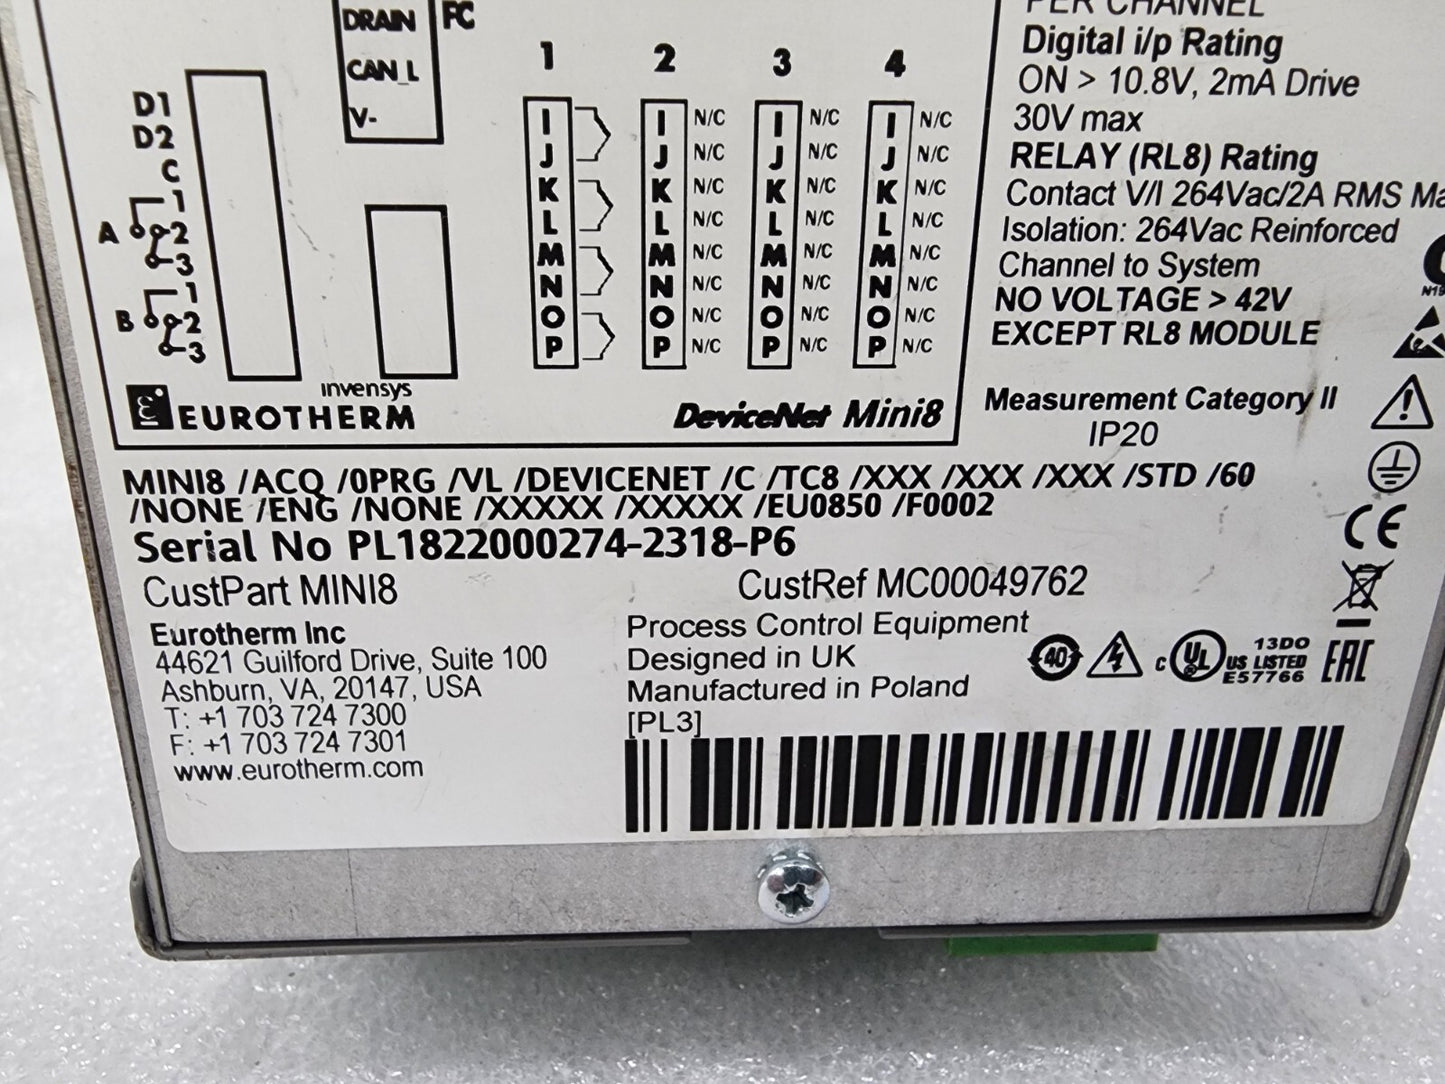 DRAIN
FC
CAN_L
V-
D1
D2
C
1
A
2
3
1
B
2
3
1 2 3 4
I I N/C I N/C I N/C
J J N/C J N/C J N/C
K K N/C K N/C K N/C
L L N/C L N/C L N/C
M M N/C M N/C M N/C
N N N/C N N/C N N/C
O O N/C O N/C O N/C
P P N/C P N/C P N/C
invensys
EUROTHERM
DeviceNet Mini8
PER CHANNEL
Digital i/p Rating
ON > 10.8V, 2mA Drive
30V max
RELAY (RL8) Rating
Contact V/I 264Vac/2A RMS
Isolation: 264Vac Reinforced
Channel to System
NO VOLTAGE > 42V
EXCEPT RL8 MODULE
Measurement Category II
IP20
MINI8 /ACQ /0PRG /VL /DEVICENET /C /TC8 /XXX /XXX /XXX /STD /60
/NONE /ENG /NONE /XXXXX /XXXXX /EU0850 /F0002
Serial No PL1822000274-2318-P6
CustPart MINI8
CustRef MC00049762
Eurotherm Inc
44621 Guilford Drive, Suite 100
Ashburn, VA, 20147, USA
T: +1 703 724 7300
F: +1 703 724 7301
www.eurotherm.com
Process Control Equipment
Designed in UK
Manufactured in Poland
[PL3]
40
C UL US LISTED
13DO
E57766
EAC
CE